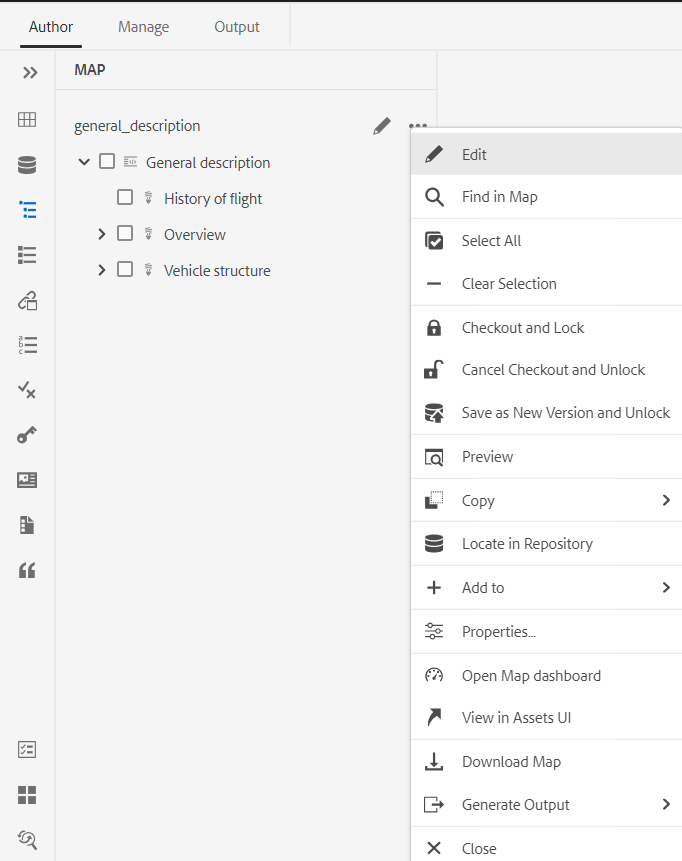 Author Manage Output
MAP
general_description
General description
History of flight
Overview
Vehicle structure
Edit
Find in Map
Select All
Clear Selection
Checkout and Lock
Cancel Checkout and Unlock
Save as New Version and Unlock
Preview
Copy
Locate in Repository
Add to
Properties...
Open Map dashboard
View in Assets UI
Download Map
Generate Output
Close